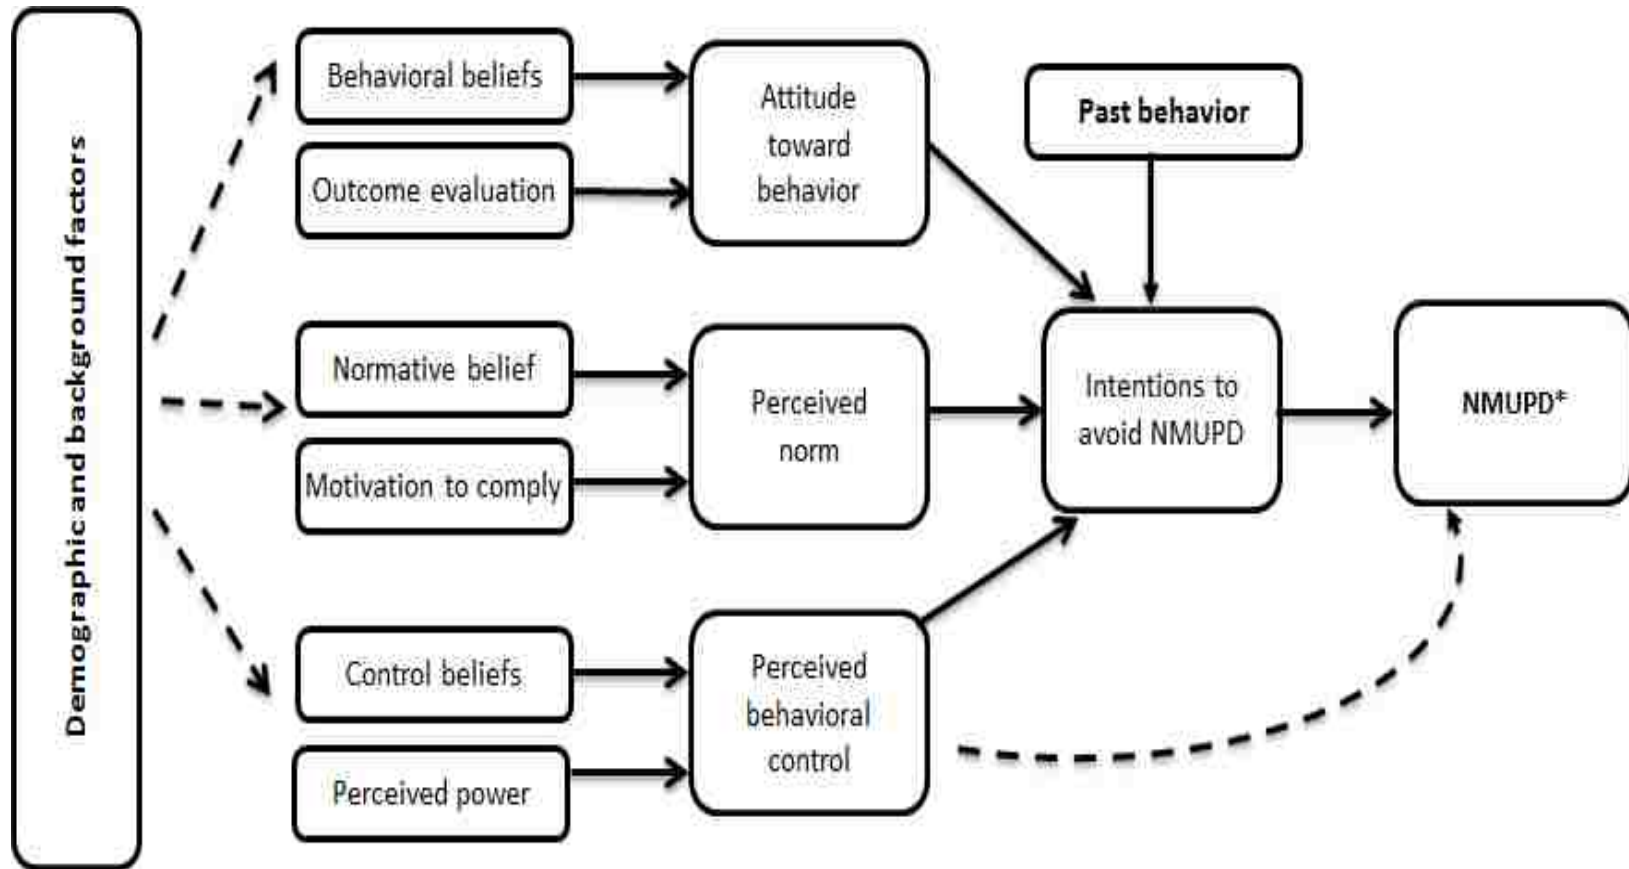 Demographic and background factors
Behavioral beliefs
Outcome evaluation
Attitude
toward
behavior
Past behavior
Normative belief
Motivation to comply
Perceived
norm
Intentions to
avoid NMUPD
NMUPD*
Control beliefs
Perceived power
Perceived
behavioral
control